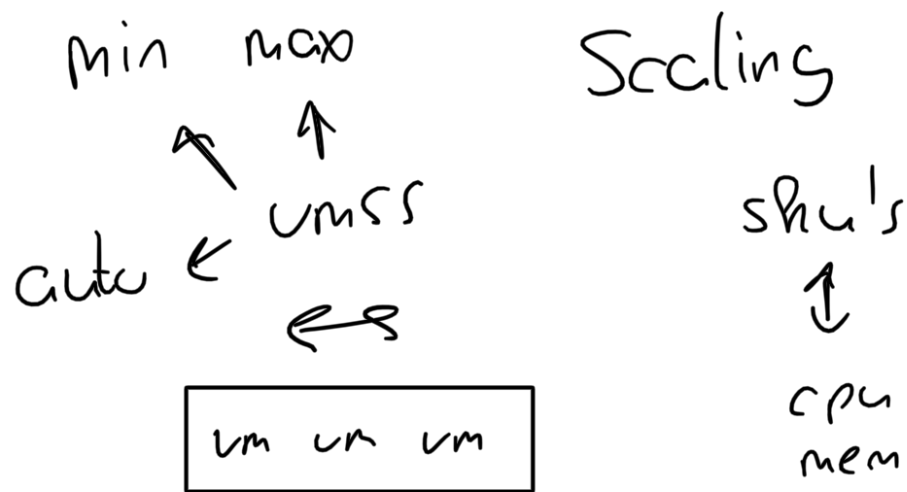 min max
Scaling
vmss
sku's
auto
cpu
vm vm vm
mem